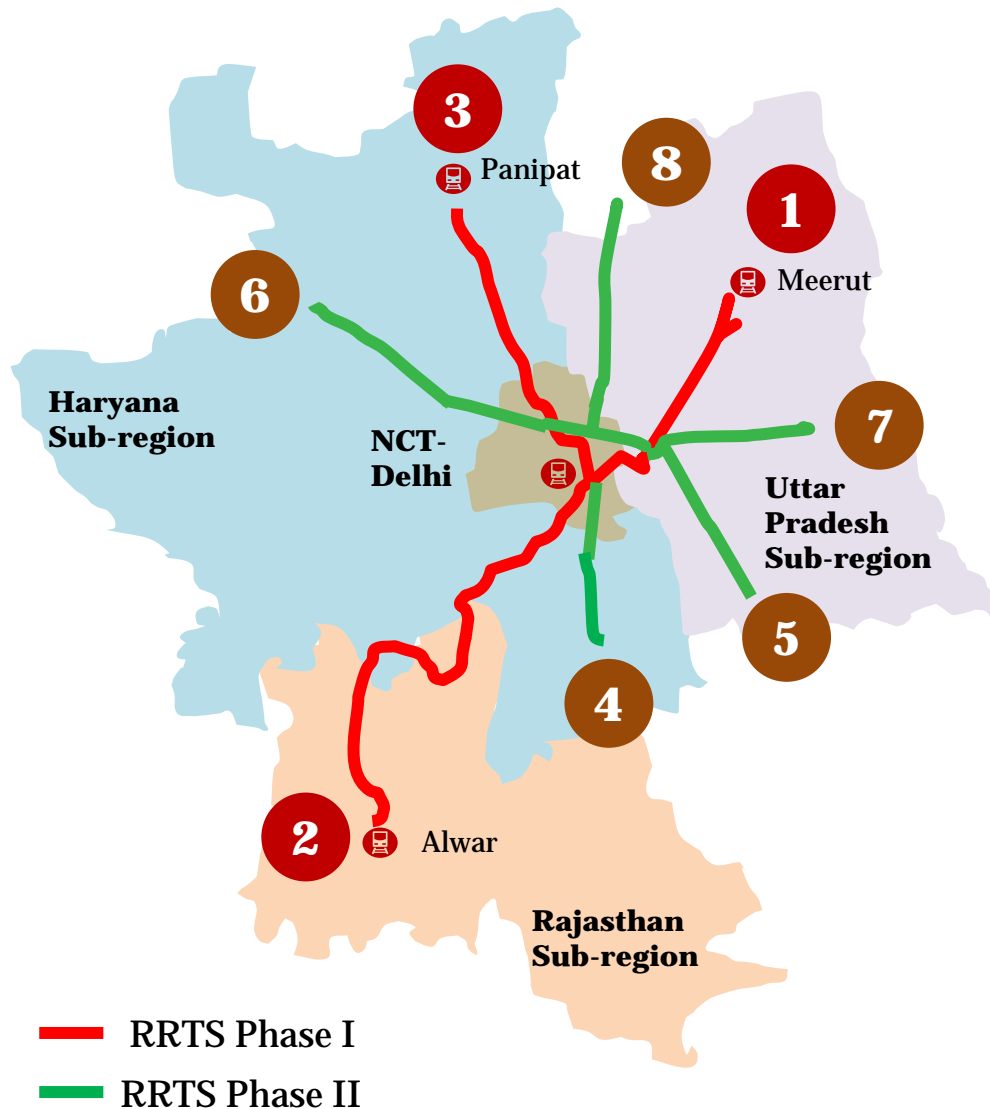 3
Panipat
8
1
Meerut
6
Haryana
Sub-region
NCT-
Delhi
7
Uttar
Pradesh
Sub-region
5
4
2
Alwar
Rajasthan
Sub-region
RRTS Phase I
RRTS Phase II